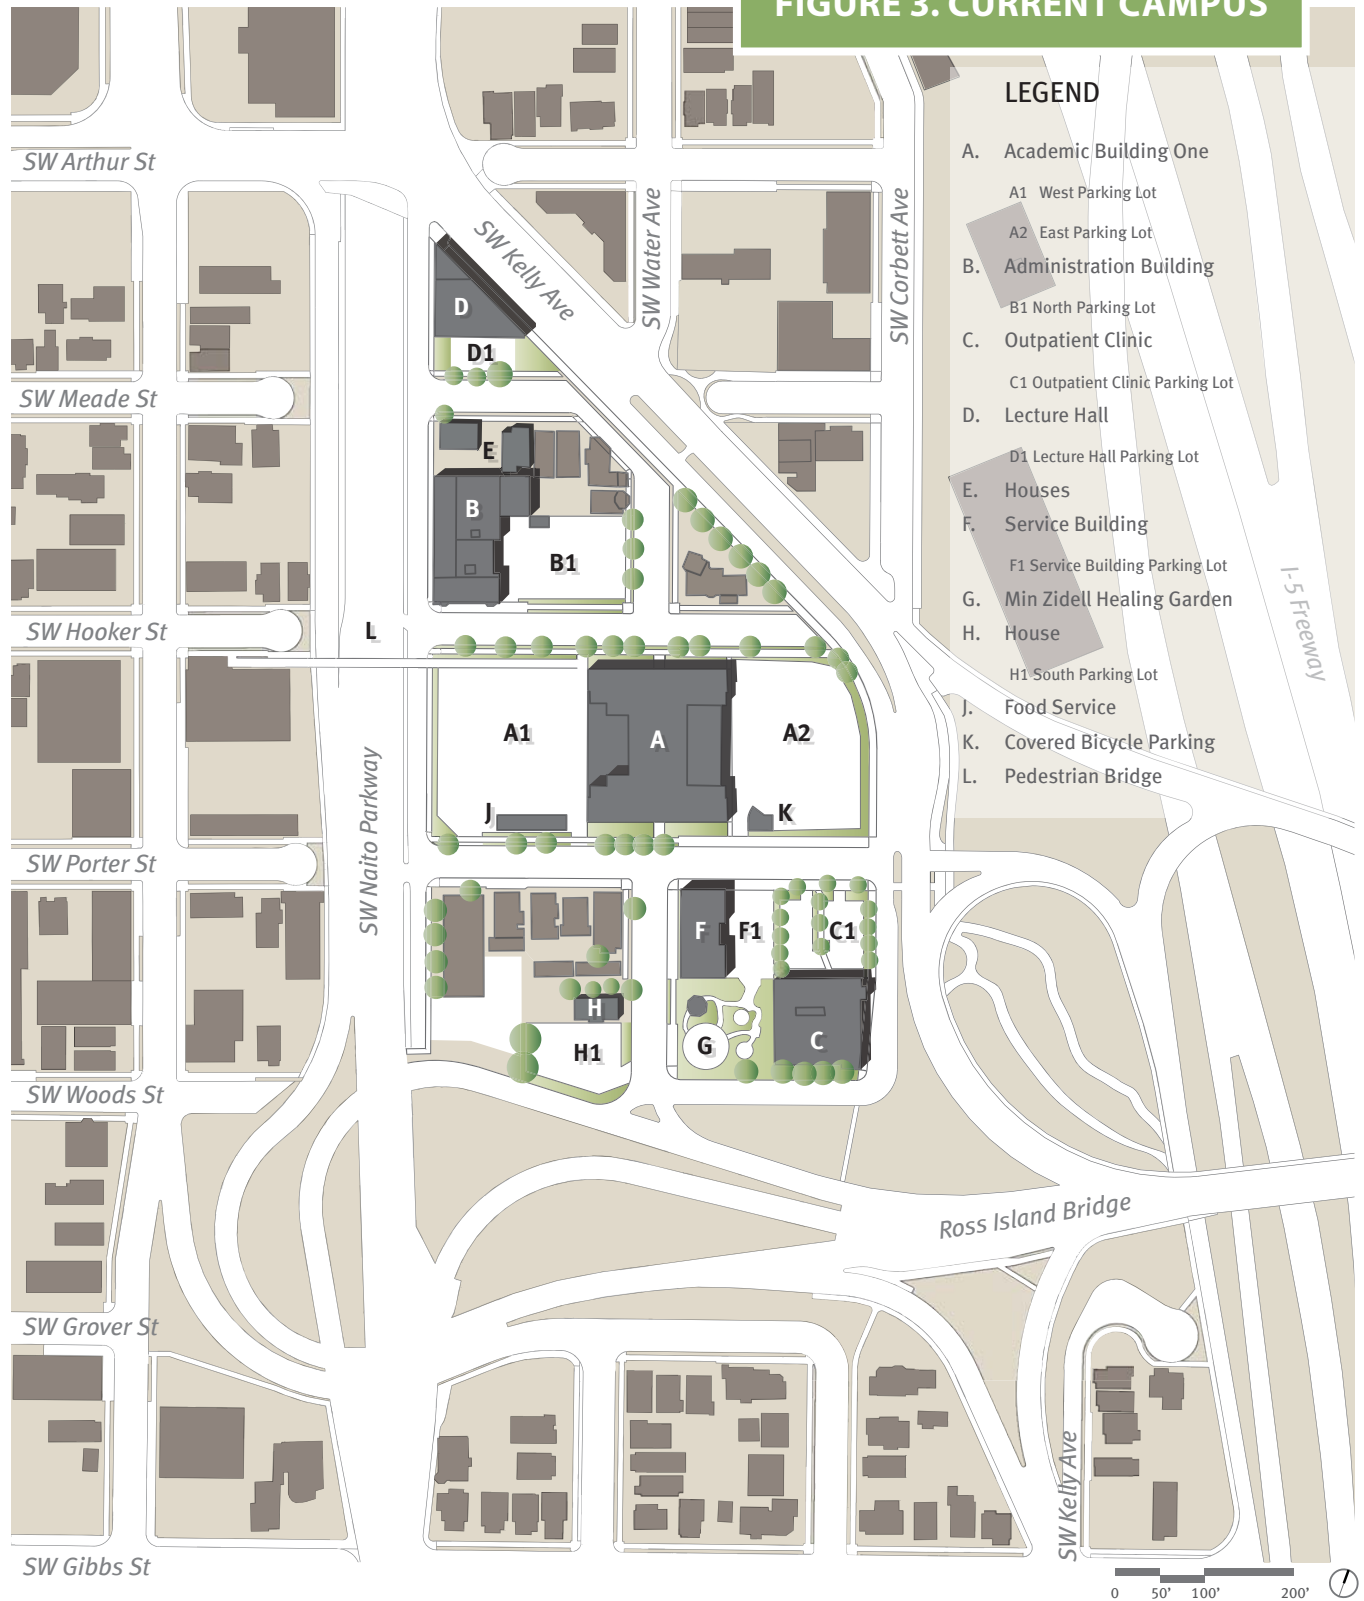 FIGURE 3. CURRENT CAMPUS
LEGEND
A. Academic Building One
A1 West Parking Lot
A2 East Parking Lot
B. Administration Building
B1 North Parking Lot
C. Outpatient Clinic
C1 Outpatient Clinic Parking Lot
D. Lecture Hall
D1 Lecture Hall Parking Lot
E. Houses
F. Service Building
F1 Service Building Parking Lot
G. Min Zidell Healing Garden
H. House
H1 South Parking Lot
J. Food Service
K. Covered Bicycle Parking
L. Pedestrian Bridge
SW Arthur St
SW Kelly Ave
SW Water Ave
SW Corbett Ave
D
D1
SW Meade St
E
B
B1
I-5 Freeway
SW Hooker St
L
A1
A
A2
J
K
SW Naito Parkway
SW Porter St
F
F1
C1
H
H1
G
C
SW Woods St
Ross Island Bridge
SW Grover St
SW Kelly Ave
SW Gibbs St
0 50' 100' 200'